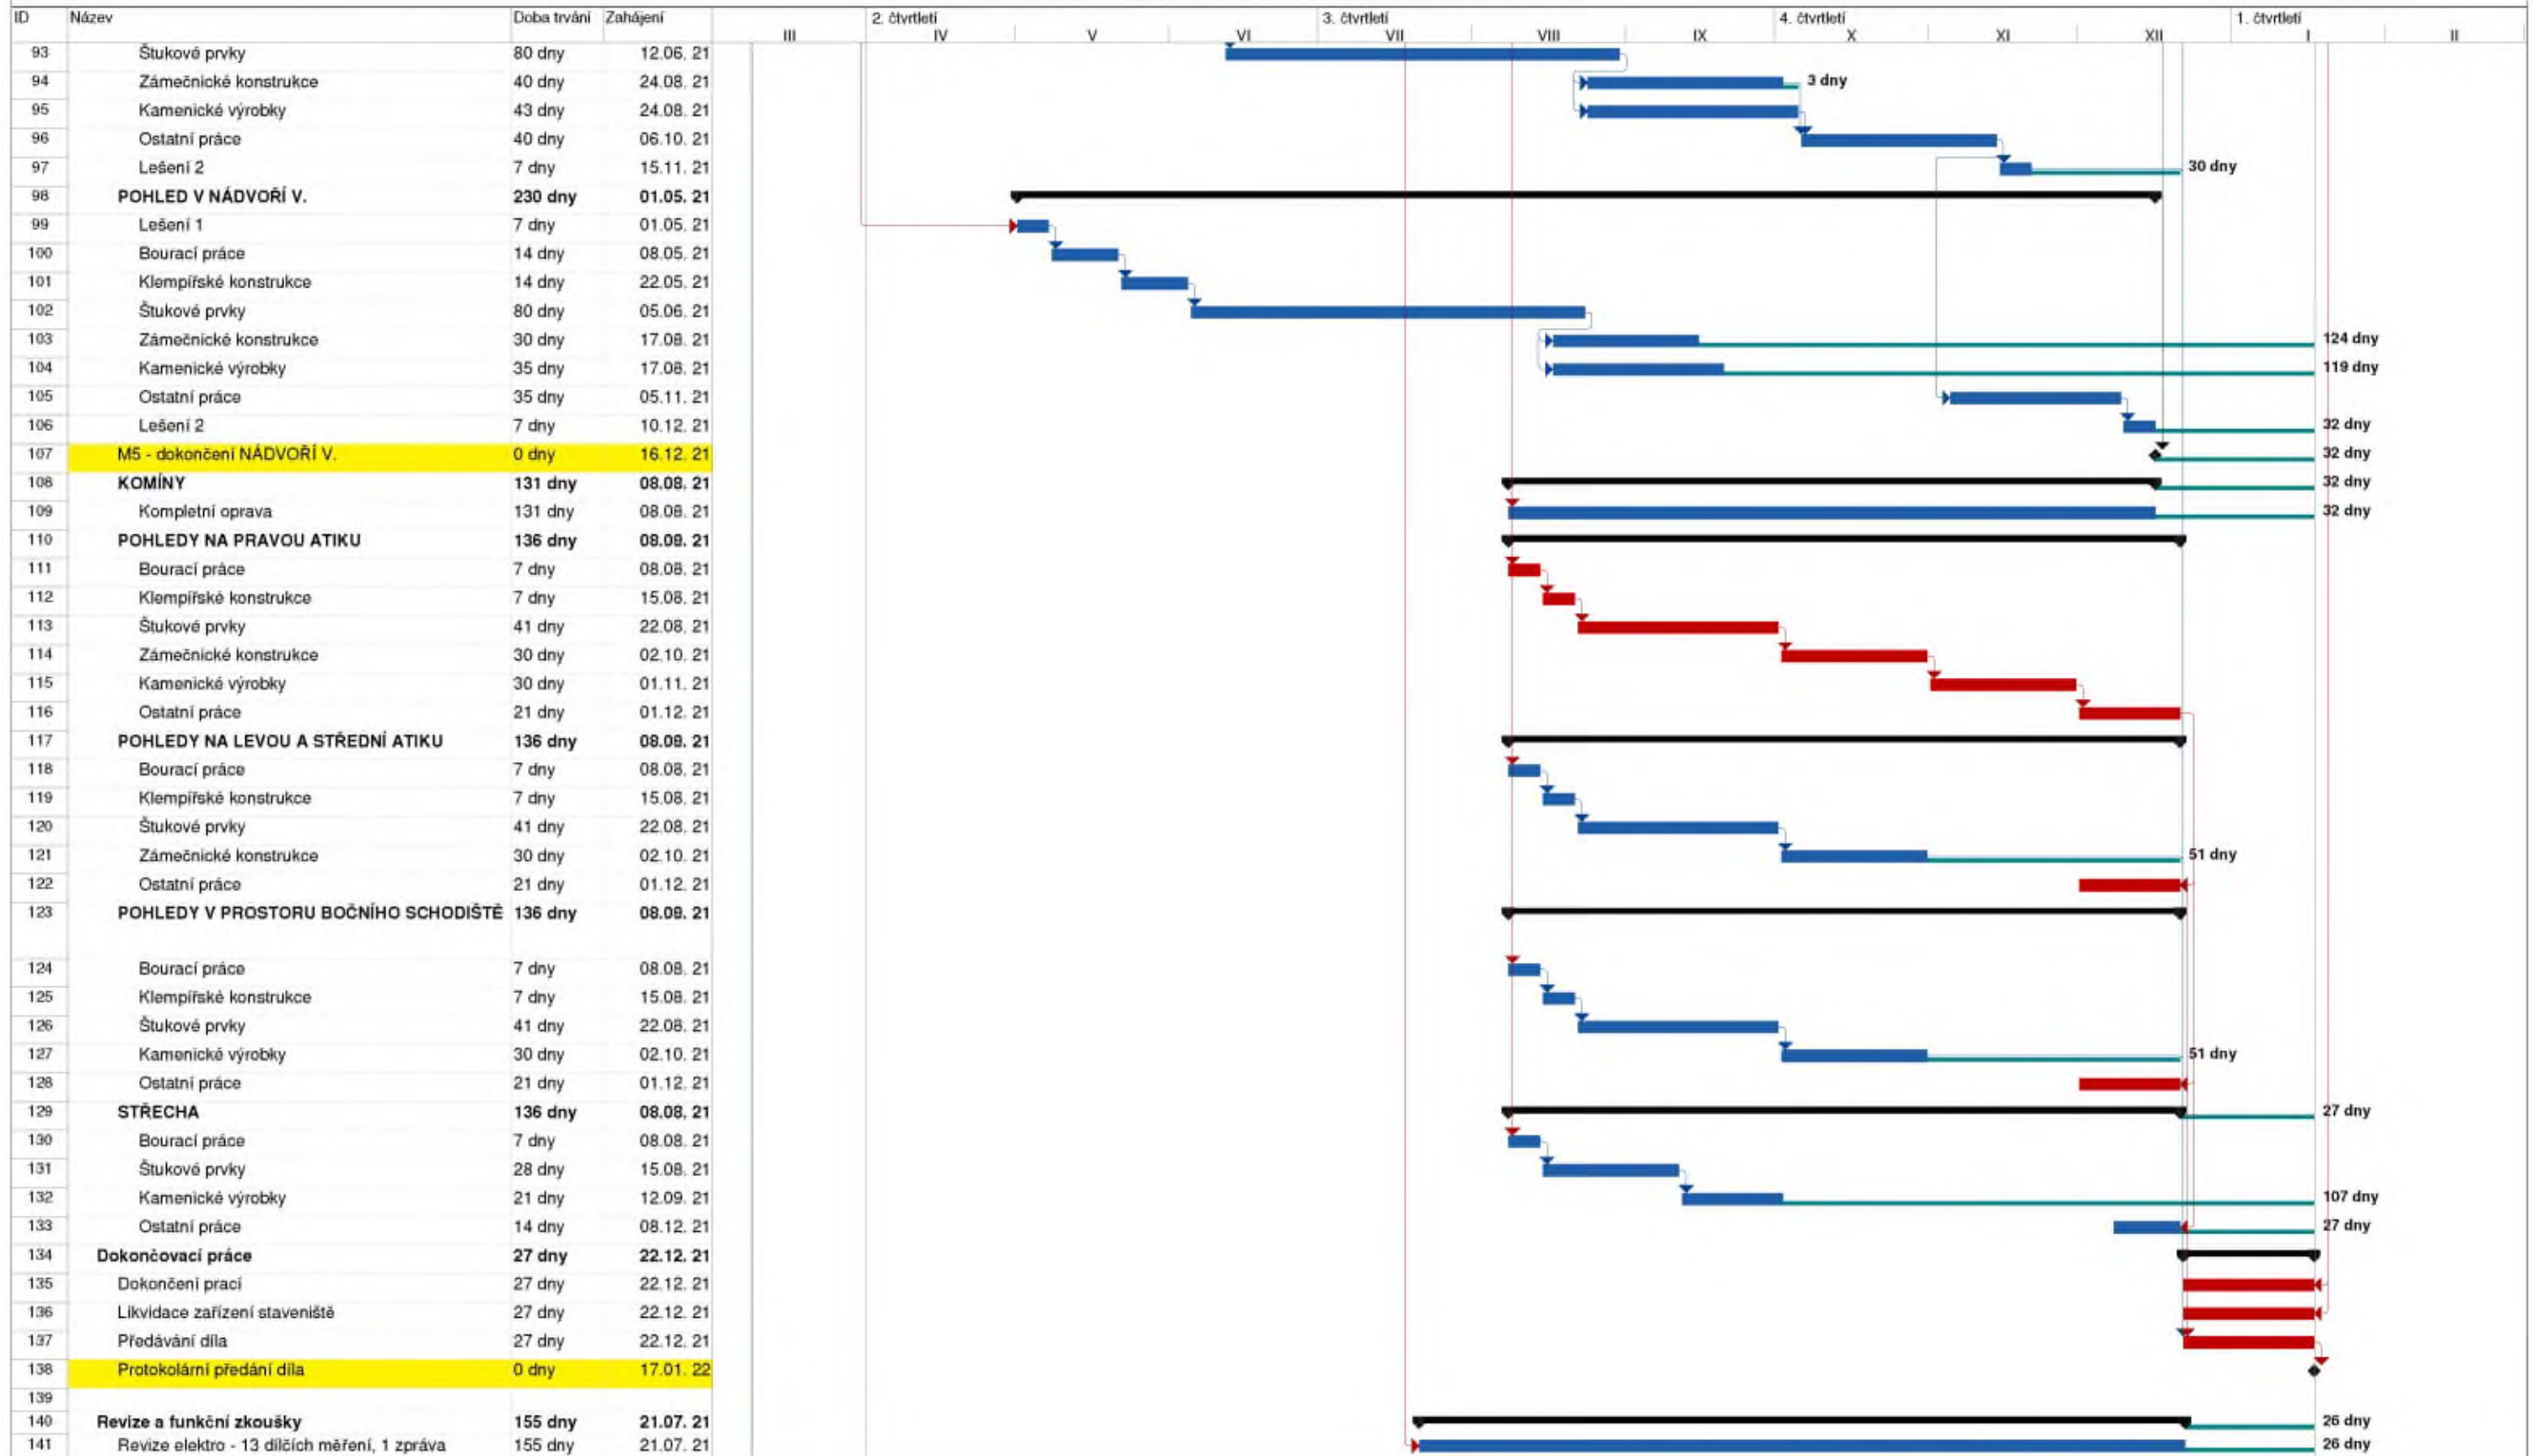 ID Název Doba trvání Zahájení 2. čtvrtletí 3. čtvrtletí 4. čtvrtletí 1. čtvrtletí
III IV V VI VII VIII IX X XI XII I II
93 Štukové prvky 80 dny 12.06. 21
94 Zámečnické konstrukce 40 dny 24.08. 21 3 dny
95 Kamenické výrobky 43 dny 24.08. 21
96 Ostatní práce 40 dny 06.10. 21
97 Lešení 2 7 dny 15.11. 21 30 dny
98 POHLED V NÁDVOŘÍ V. 230 dny 01.05. 21
99 Lešení 1 7 dny 01.05. 21
100 Bourací práce 14 dny 08.05. 21
101 Klempířské konstrukce 14 dny 22.05. 21
102 Štukové prvky 80 dny 05.06. 21
103 Zámečnické konstrukce 30 dny 17.08. 21 124 dny
104 Kamenické výrobky 35 dny 17.08. 21 119 dny
105 Ostatní práce 35 dny 05.11. 21
106 Lešení 2 7 dny 10.12. 21 32 dny
107 M5 - dokončení NÁDVOŘÍ V. 0 dny 16.12. 21 32 dny
108 KOMÍNY 131 dny 08.08. 21 32 dny
109 Kompletní oprava 131 dny 08.08. 21 32 dny
110 POHLEDY NA PRAVOU ATIKU 136 dny 08.08. 21
111 Bourací práce 7 dny 08.08. 21
112 Klempířské konstrukce 7 dny 15.08. 21
113 Štukové prvky 41 dny 22.08. 21
114 Zámečnické konstrukce 30 dny 02.10. 21
115 Kamenické výrobky 30 dny 01.11. 21
116 Ostatní práce 21 dny 01.12. 21
117 POHLEDY NA LEVOU A STŘEDNÍ ATIKU 136 dny 08.08. 21
118 Bourací práce 7 dny 08.08. 21
119 Klempířské konstrukce 7 dny 15.08. 21
120 Štukové prvky 41 dny 22.08. 21
121 Zámečnické konstrukce 30 dny 02.10. 21 51 dny
122 Ostatní práce 21 dny 01.12. 21
123 POHLEDY V PROSTORU BOČNÍHO SCHODIŠTĚ 136 dny 08.08. 21
124 Bourací práce 7 dny 08.08. 21
125 Klempířské konstrukce 7 dny 15.08. 21
126 Štukové prvky 41 dny 22.08. 21
127 Kamenické výrobky 30 dny 02.10. 21 51 dny
128 Ostatní práce 21 dny 01.12. 21
129 STŘECHA 136 dny 08.08. 21 27 dny
130 Bourací práce 7 dny 08.08. 21
131 Štukové prvky 28 dny 15.08. 21
132 Kamenické výrobky 21 dny 12.09. 21 107 dny
133 Ostatní práce 14 dny 08.12. 21 27 dny
134 Dokončovací práce 27 dny 22.12. 21
135 Dokončení prací 27 dny 22.12. 21
136 Likvidace zařízení staveniště 27 dny 22.12. 21
137 Předávání díla 27 dny 22.12. 21
138 Protokolární předání díla 0 dny 17.01. 22
139
140 Revize a funkční zkoušky 155 dny 21.07. 21 26 dny
141 Revize elektro - 13 dílčích měření, 1 zpráva 155 dny 21.07. 21 26 dny